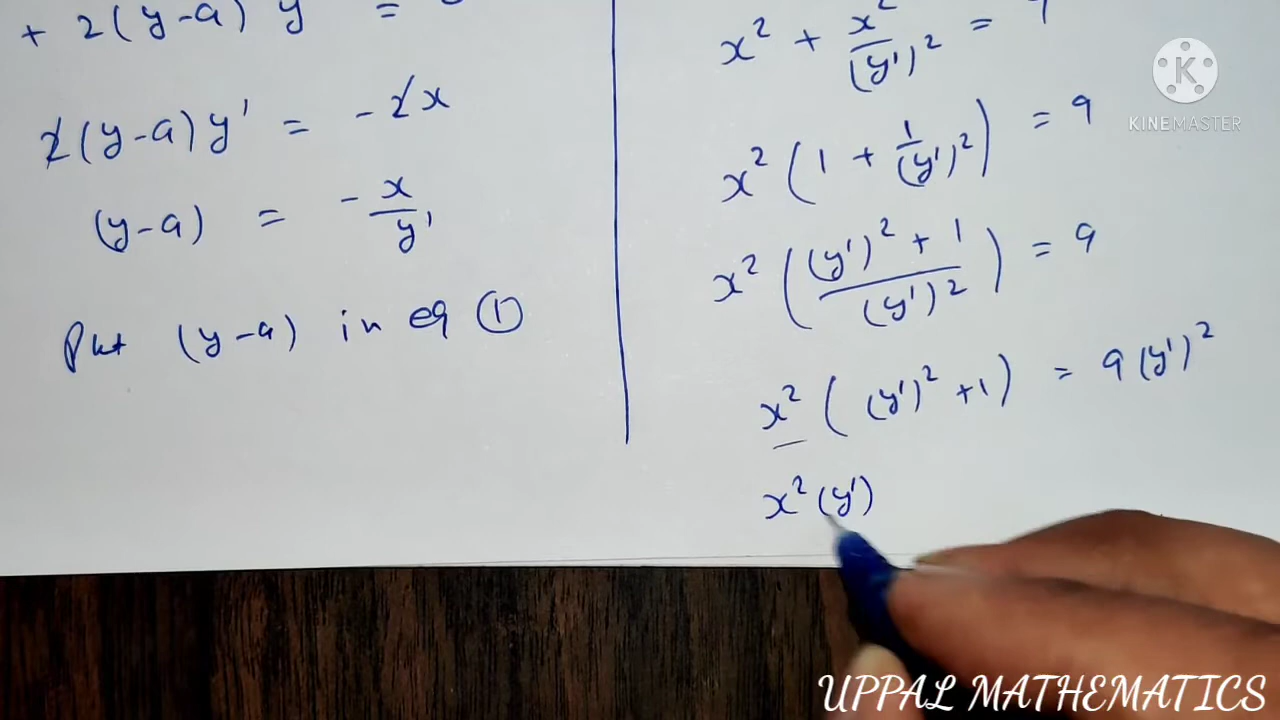 + 2(y-a) y =
2(y-a) y' = -2x
(y-a) = - x/y'
Put (y-a) in eq ①
x² + x²/(y')² = 9
x² (1 + 1/(y')²) = 9
x² (((y')² + 1)/(y')²) = 9
x² ((y')² + 1) = 9(y')²
x² (y')
KINEMASTER
UPPAL MATHEMATICS